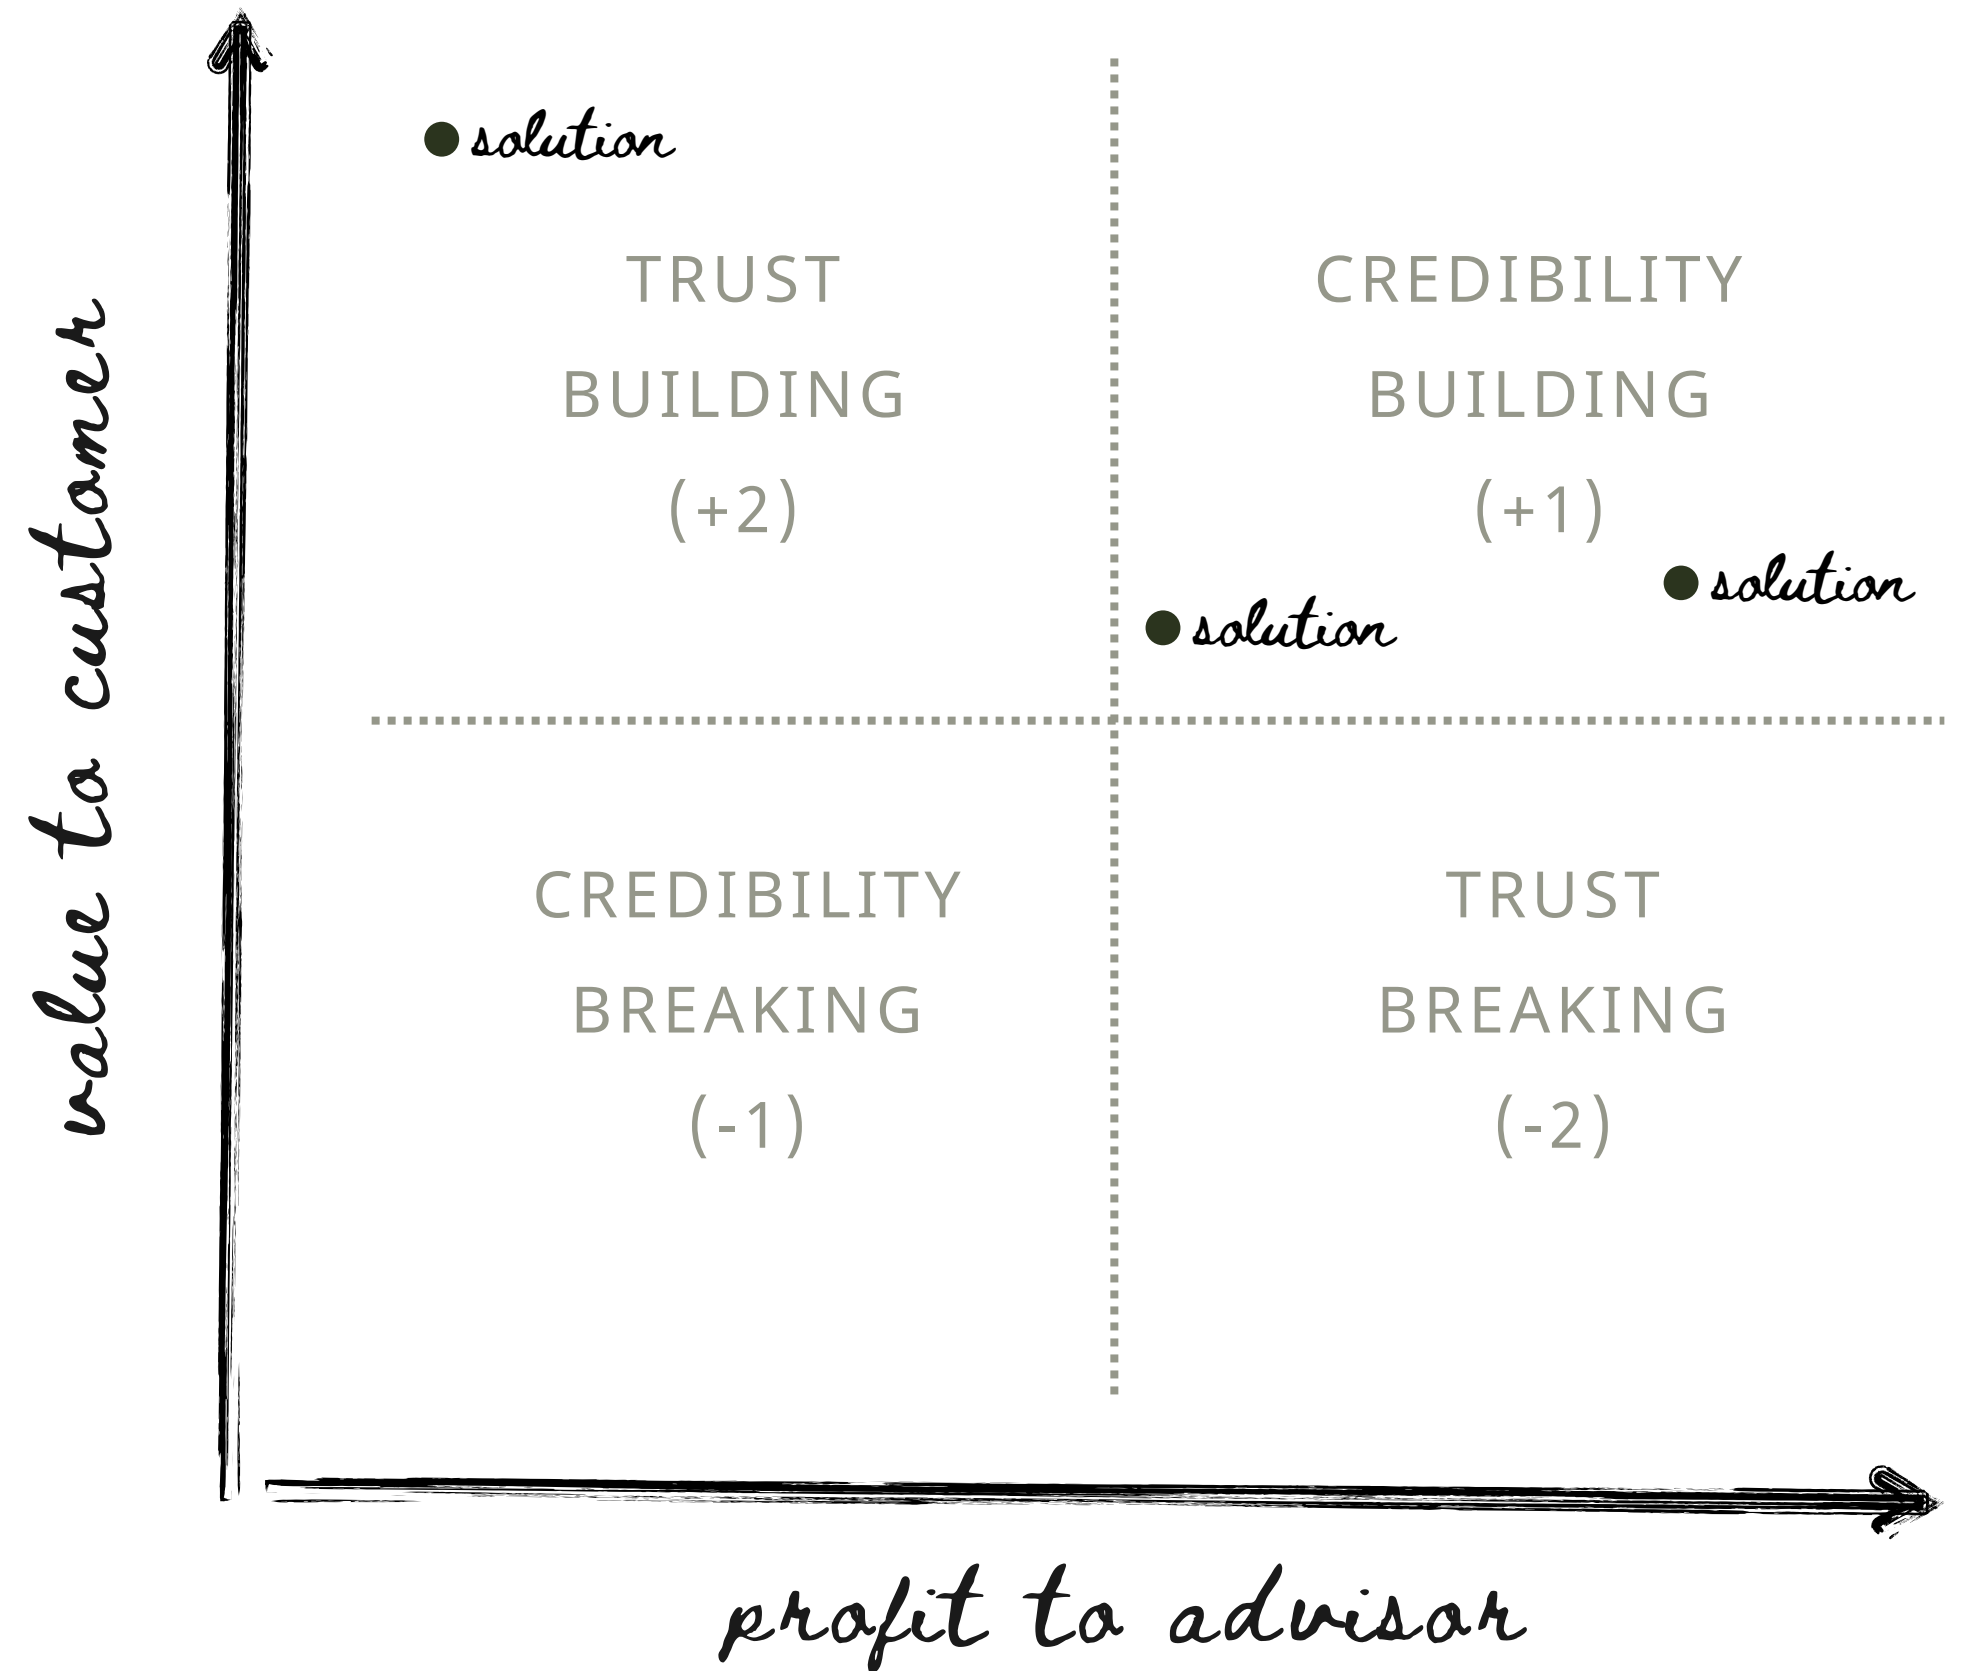 solution
TRUST
BUILDING
(+2)
CREDIBILITY
BUILDING
(+1)
solution
solution
value to customer
CREDIBILITY
BREAKING
(-1)
TRUST
BREAKING
(-2)
profit to advisor